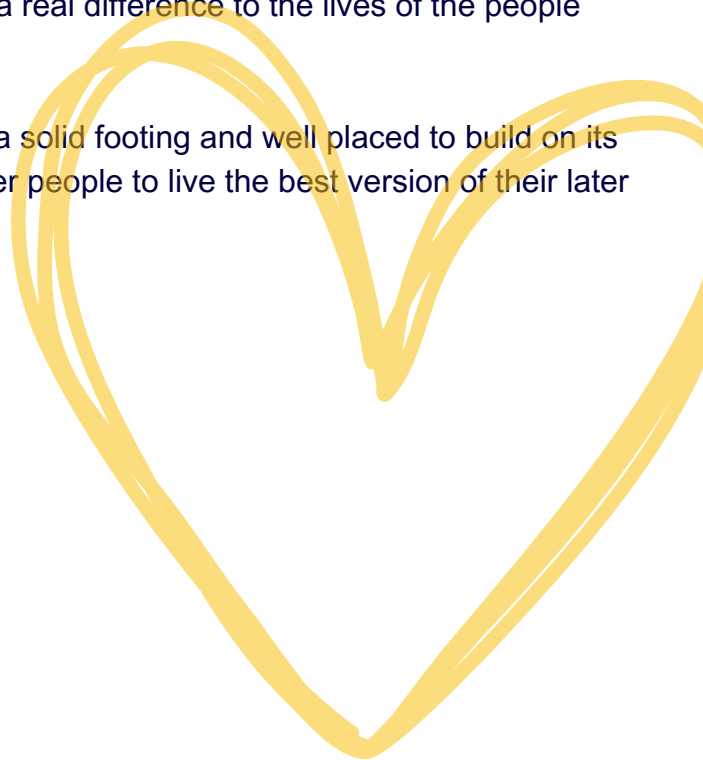 a real difference to the lives of the people
a solid footing and well placed to build on its
er people to live the best version of their later